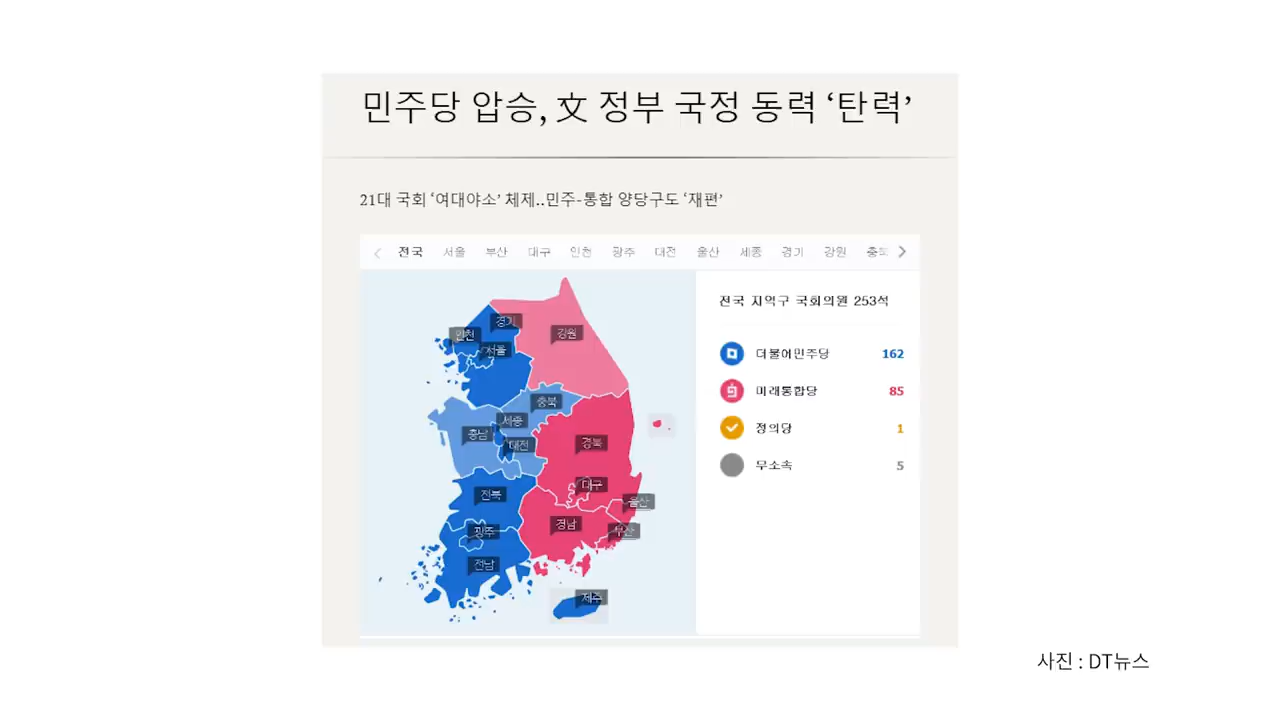 민주당 압승, 文 정부 국정 동력 ‘탄력’
21대 국회 ‘여대야소’ 체제..민주-통합 양당구도 ‘재편’
전국 서울 부산 대구 인천 광주 대전 울산 세종 경기 강원 충북
전국 지역구 국회의원 253석
더불어민주당 162
미래통합당 85
정의당 1
무소속 5
경기
인천
강원
서울
충북
세종
충남
대전
경북
대구
전북
울산
경남
부산
광주
전남
제주
사진 : DT뉴스